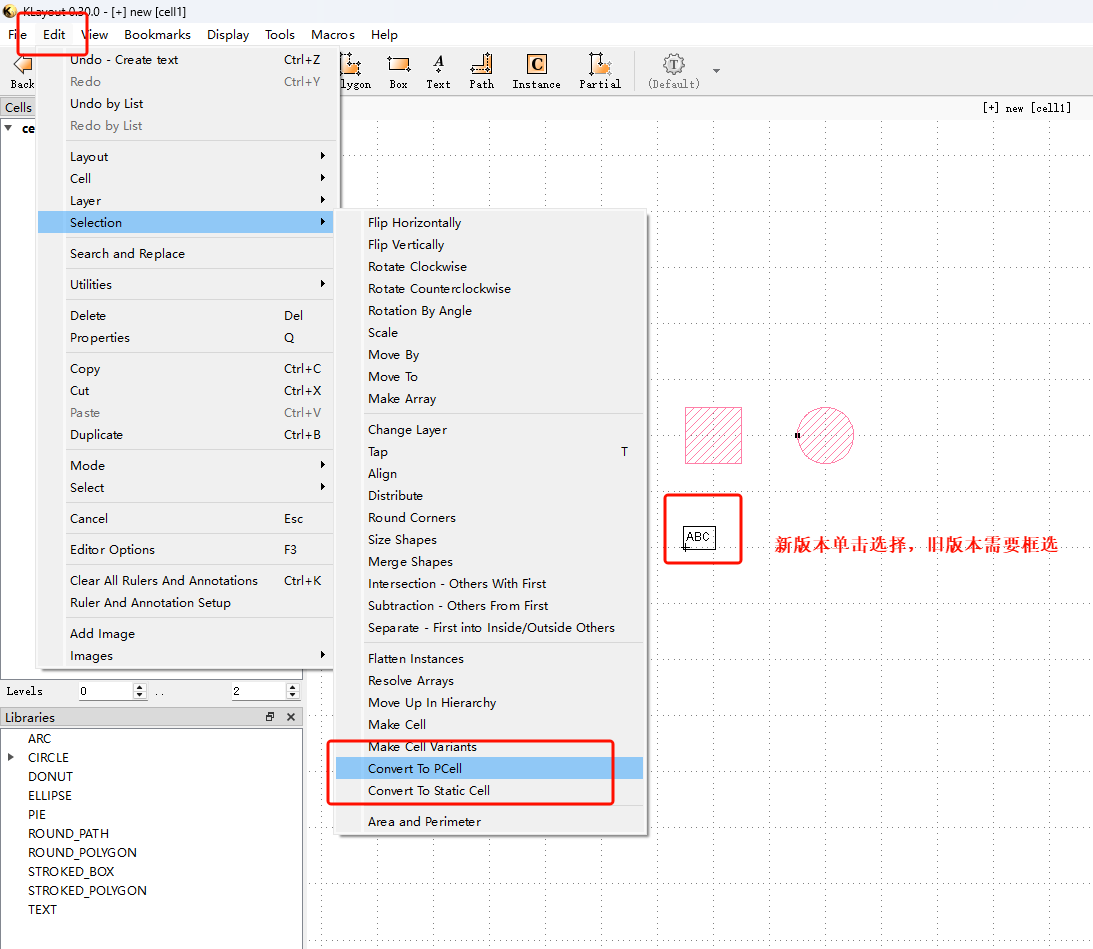 KLayout 0.30.0 - [+] new [cell1]
Edit View Bookmarks Display Tools Macros Help
Back
Box Text Path Instance Partial (Default)
Cells
[+] new [cell1]
Undo - Create text Ctrl+Z
Redo Ctrl+Y
Undo by List
Redo by List
Layout
Cell
Layer
Selection
Search and Replace
Utilities
Delete Del
Properties Q
Copy Ctrl+C
Cut Ctrl+X
Paste Ctrl+V
Duplicate Ctrl+B
Mode
Select
Cancel Esc
Editor Options F3
Clear All Rulers And Annotations Ctrl+K
Ruler And Annotation Setup
Add Image
Images
Flip Horizontally
Flip Vertically
Rotate Clockwise
Rotate Counterclockwise
Rotation By Angle
Scale
Move By
Move To
Make Array
Change Layer
Tap T
Align
Distribute
Round Corners
Size Shapes
Merge Shapes
Intersection - Others With First
Subtraction - Others From First
Separate - First into Inside/Outside Others
Flatten Instances
Resolve Arrays
Move Up In Hierarchy
Make Cell
Make Cell Variants
Convert To PCell
Convert To Static Cell
Area and Perimeter
ABC
新版本单击选择，旧版本需要框选
Levels 0 .. 2
Libraries
ARC
CIRCLE
DONUT
ELLIPSE
PIE
ROUND_PATH
ROUND_POLYGON
STROKED_BOX
STROKED_POLYGON
TEXT